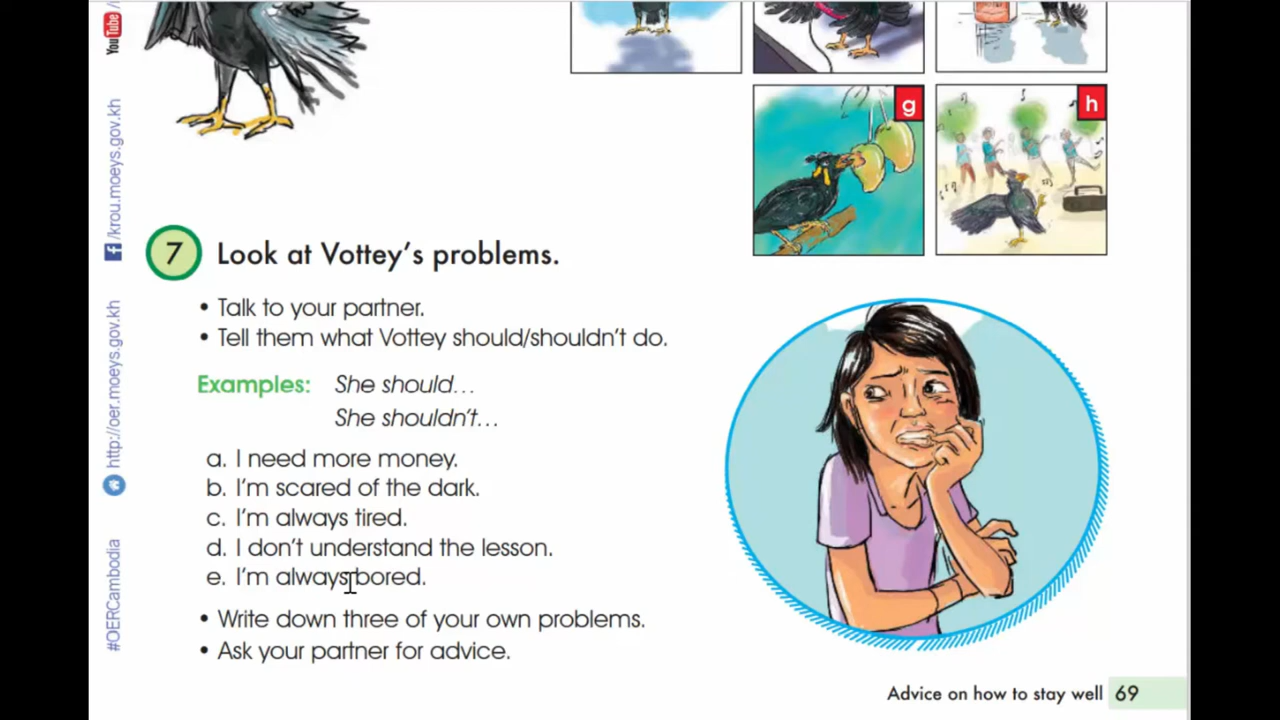 YouTube
/krou.moeys.gov.kh
http://oer.moeys.gov.kh
#OERCambodia
g
h
7 Look at Vottey's problems.
• Talk to your partner.
• Tell them what Vottey should/shouldn't do.
Examples: She should...
She shouldn't...
a. I need more money.
b. I'm scared of the dark.
c. I'm always tired.
d. I don't understand the lesson.
e. I'm always bored.
• Write down three of your own problems.
• Ask your partner for advice.
Advice on how to stay well 69